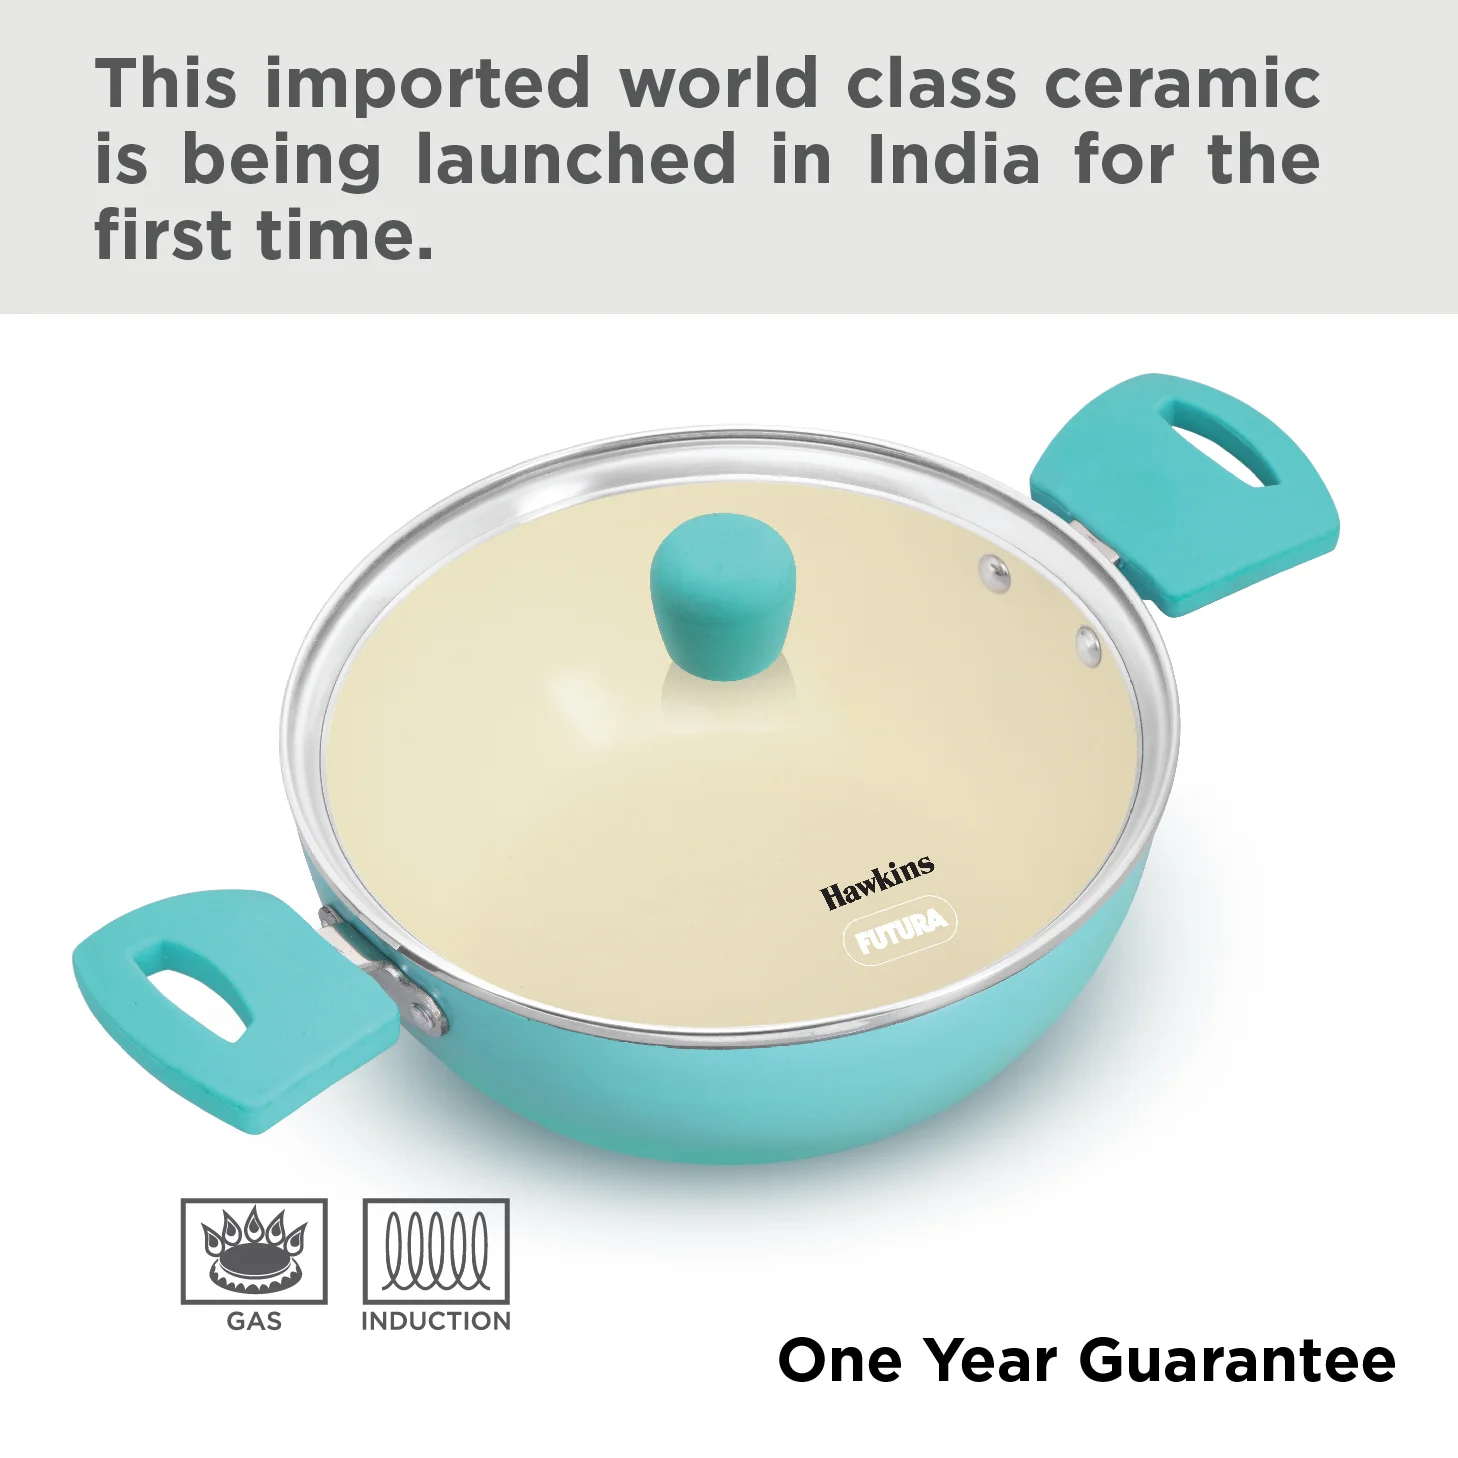 This imported world class ceramic
is being launched in India for the
first time.
Hawkins
FUTURA
GAS
INDUCTION
One Year Guarantee